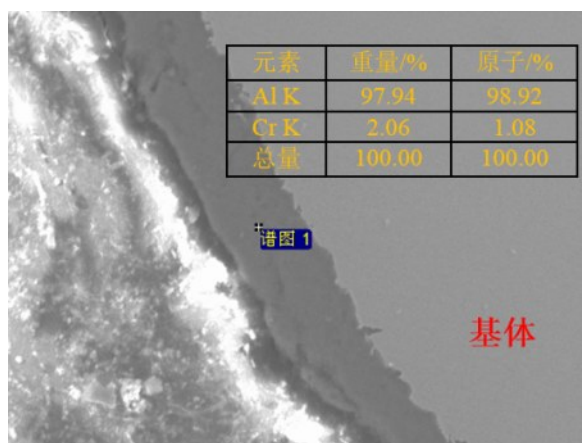 元素 重量/% 原子/%
Al K 97.94 98.92
Cr K 2.06 1.08
总量 100.00 100.00
谱图 1
基体